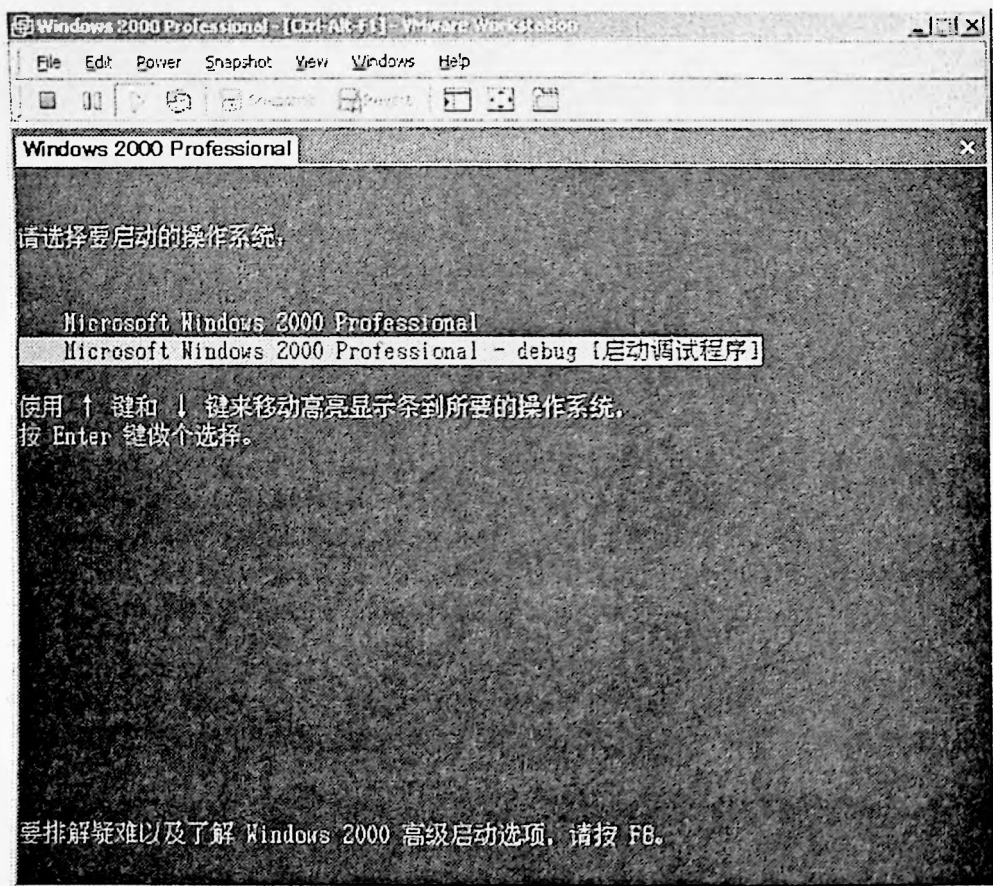 Windows 2000 Professional - [Ctrl-Alt-F1] - VMware Workstation
File Edit Power Snapshot View Windows Help
Snapshot Revert
Windows 2000 Professional
请选择要启动的操作系统:
Microsoft Windows 2000 Professional
Microsoft Windows 2000 Professional - debug [启动调试程序]
使用 ↑ 键和 ↓ 键来移动高亮显示条到所要的操作系统,
按 Enter 键做个选择。
要排解疑难以及了解 Windows 2000 高级启动选项，请按 F8。